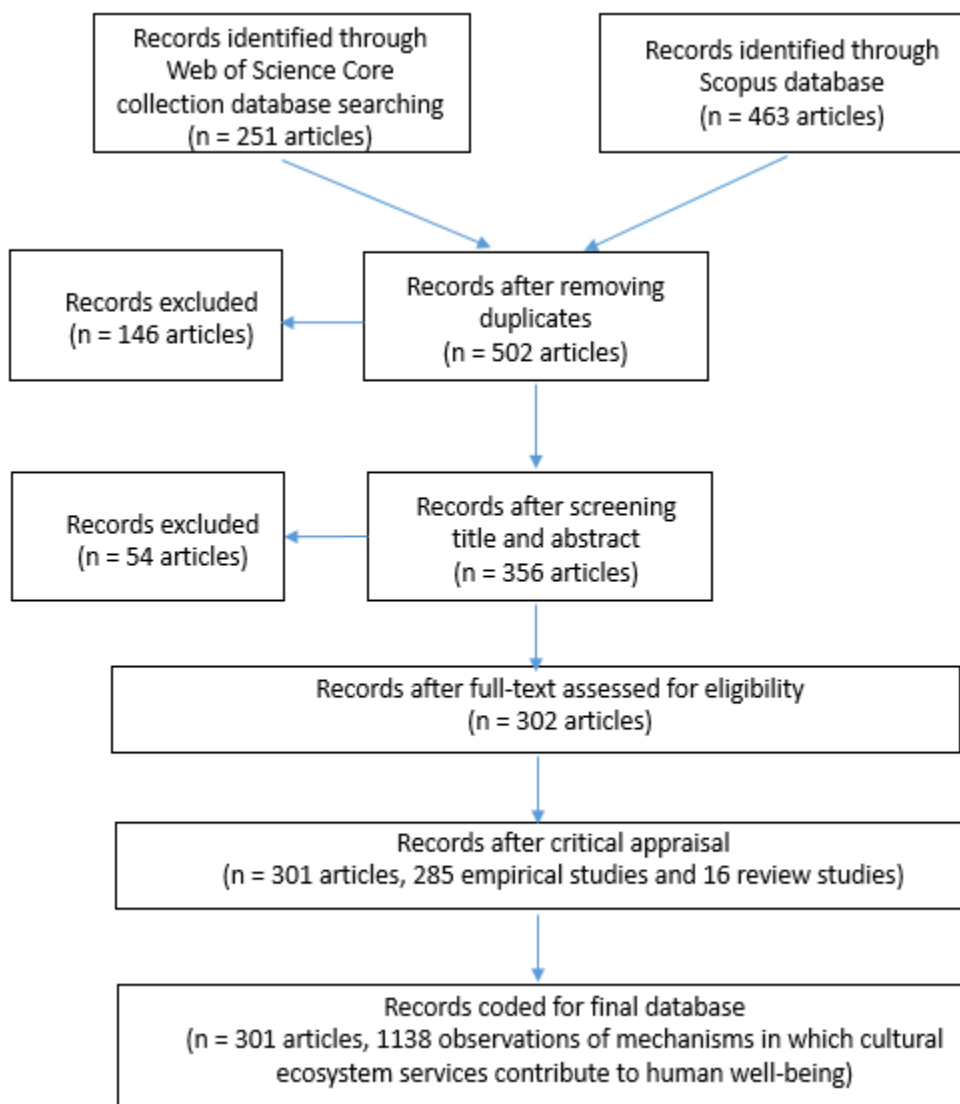 Records identified through
Web of Science Core
collection database searching
(n = 251 articles)
Records identified through
Scopus database
(n = 463 articles)
Records after removing
duplicates
(n = 502 articles)
Records excluded
(n = 146 articles)
Records after screening
title and abstract
(n = 356 articles)
Records excluded
(n = 54 articles)
Records after full-text assessed for eligibility
(n = 302 articles)
Records after critical appraisal
(n = 301 articles, 285 empirical studies and 16 review studies)
Records coded for final database
(n = 301 articles, 1138 observations of mechanisms in which cultural
ecosystem services contribute to human well-being)